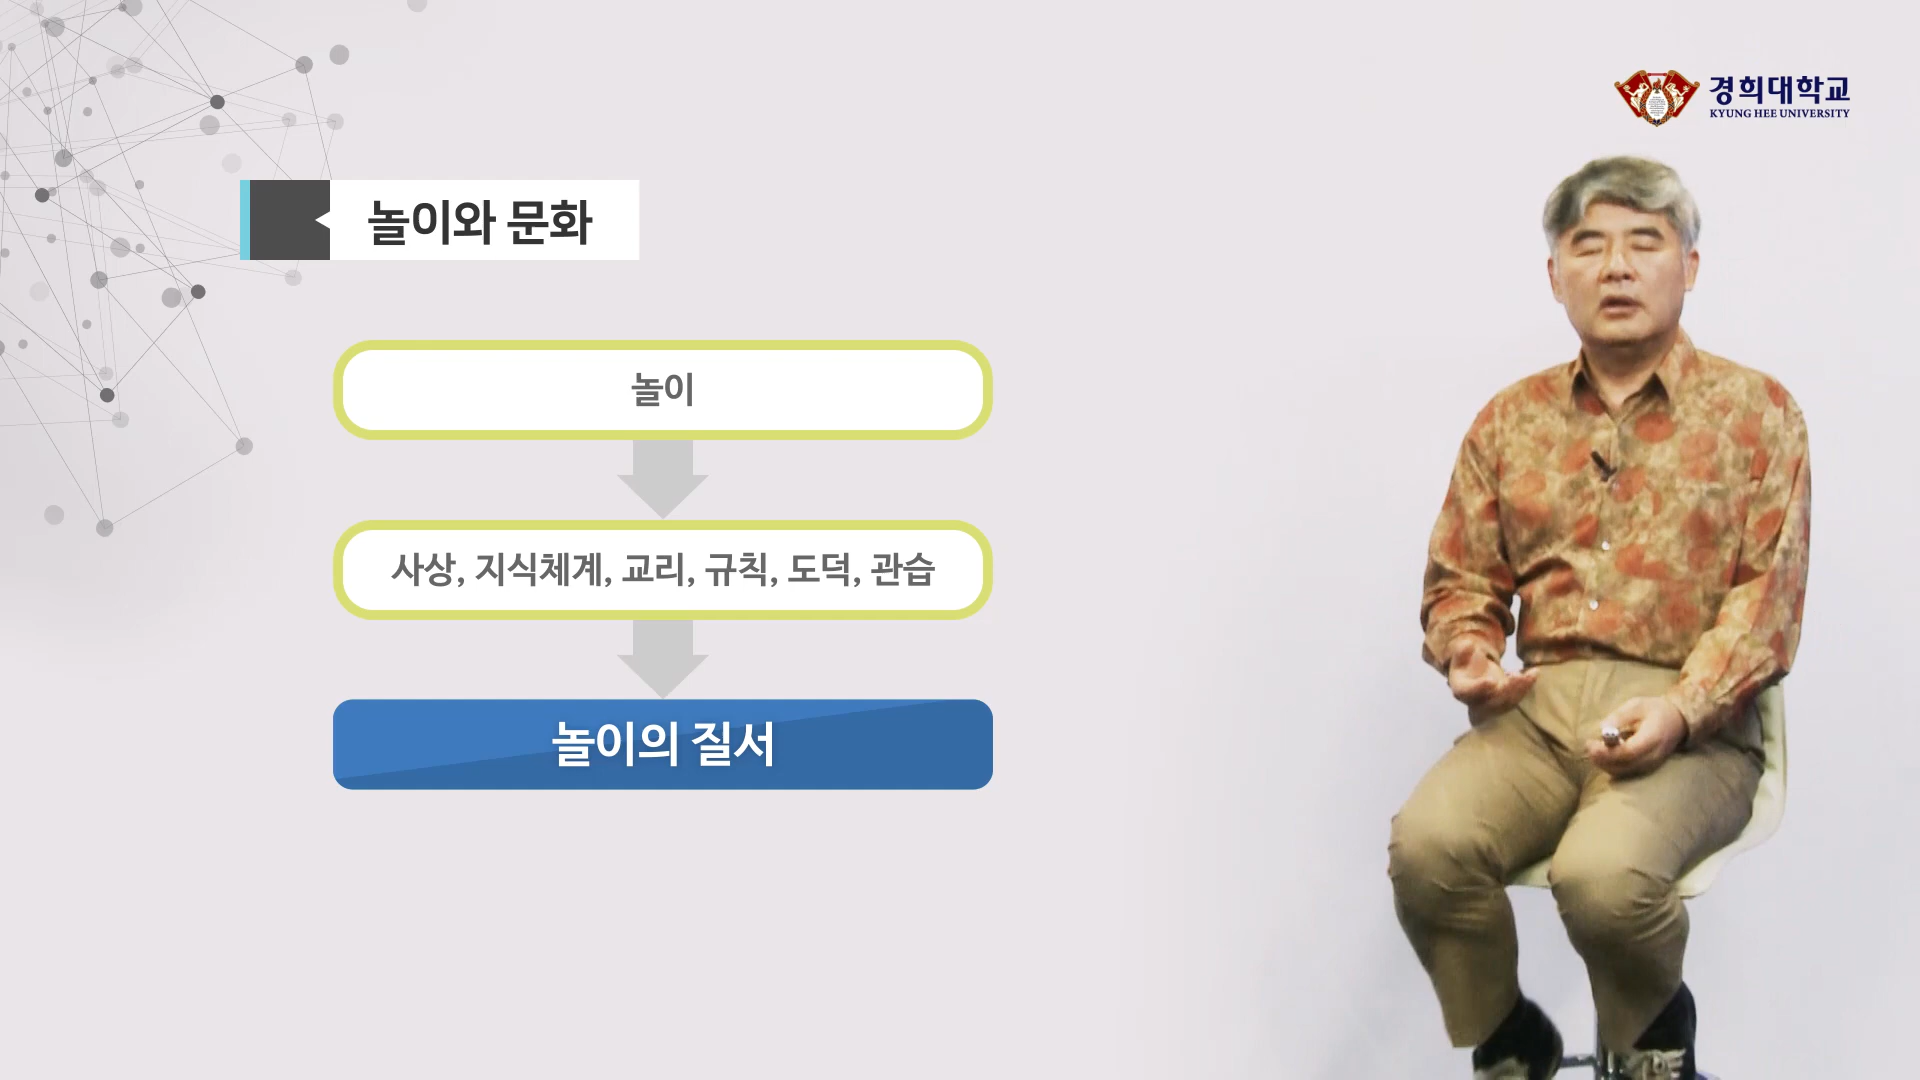 경희대학교
KYUNG HEE UNIVERSITY
놀이와 문화
놀이
사상, 지식체계, 교리, 규칙, 도덕, 관습
놀이의 질서